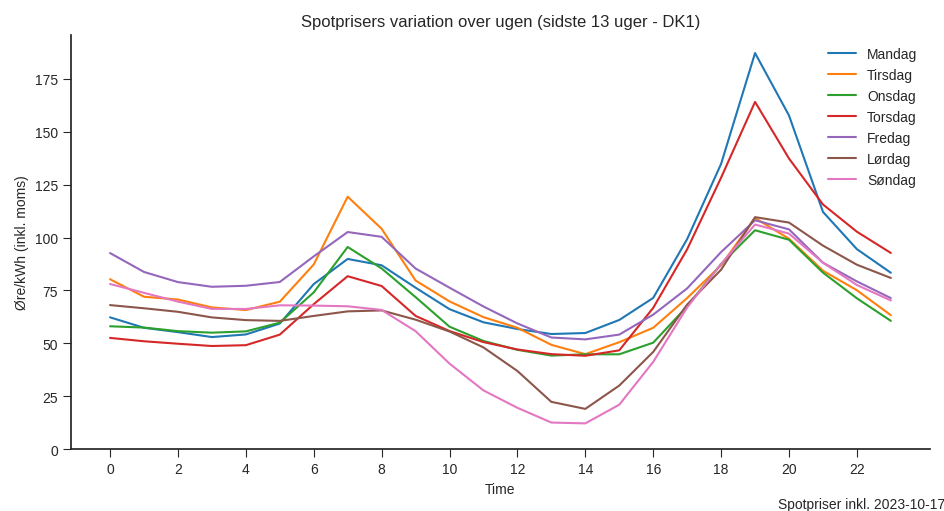 Spotprisers variation over ugen (sidste 13 uger - DK1)
Mandag
Tirsdag
Onsdag
Torsdag
Fredag
Lørdag
Søndag
Øre/kWh (inkl. moms)
175
150
125
100
75
50
25
0
0 2 4 6 8 10 12 14 16 18 20 22
Time
Spotpriser inkl. 2023-10-17